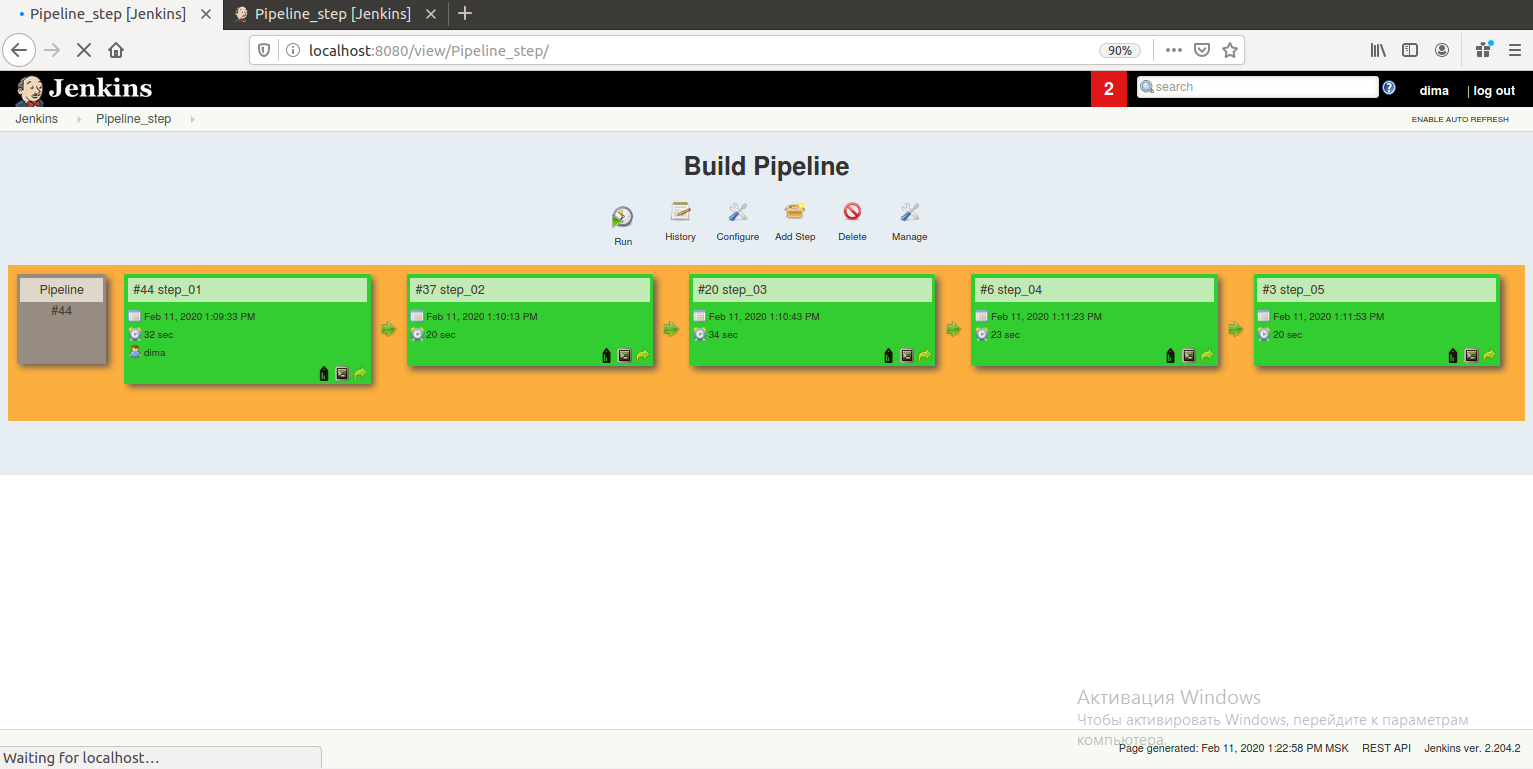 Pipeline_step [Jenkins]
Pipeline_step [Jenkins]
localhost:8080/view/Pipeline_step/
90%
Jenkins
2
search
dima
| log out
Jenkins
Pipeline_step
ENABLE AUTO REFRESH
Build Pipeline
Run
History
Configure
Add Step
Delete
Manage
Pipeline
#44
#44 step_01
Feb 11, 2020 1:09:33 PM
32 sec
dima
#37 step_02
Feb 11, 2020 1:10:13 PM
20 sec
#20 step_03
Feb 11, 2020 1:10:43 PM
34 sec
#6 step_04
Feb 11, 2020 1:11:23 PM
23 sec
#3 step_05
Feb 11, 2020 1:11:53 PM
20 sec
Активация Windows
Чтобы активировать Windows, перейдите к параметрам
компьютера.
Page generated: Feb 11, 2020 1:22:58 PM MSK
REST API
Jenkins ver. 2.204.2
Waiting for localhost…